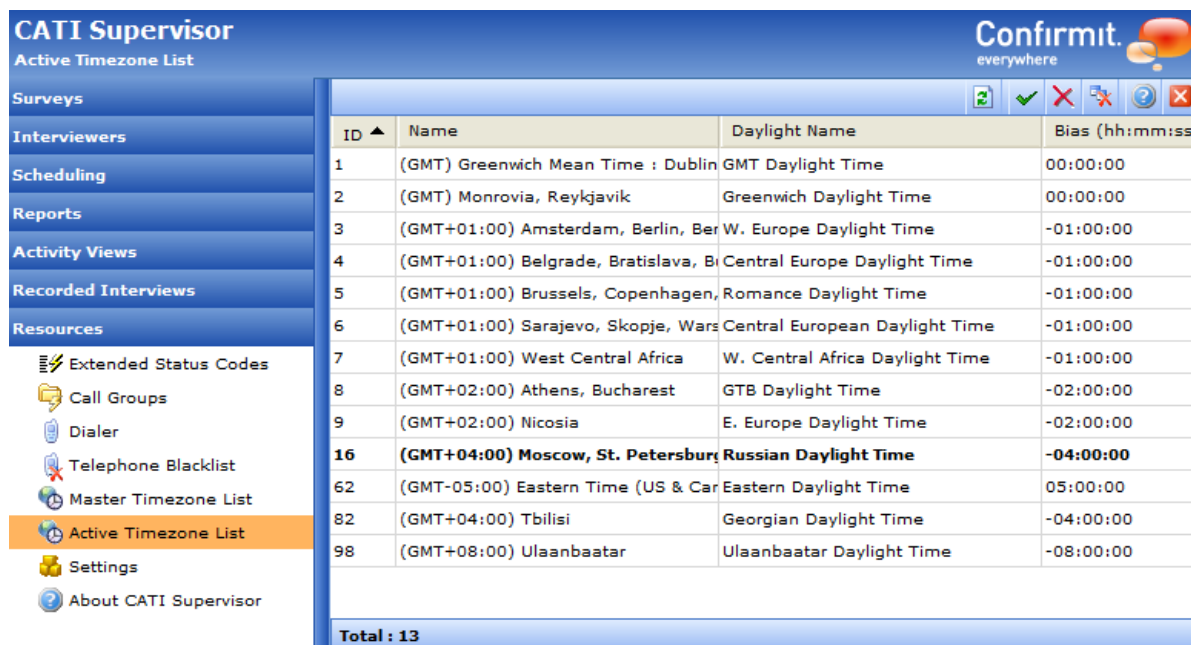 CATI Supervisor
Active Timezone List
Confirmit.
everywhere
Surveys
Interviewers
Scheduling
Reports
Activity Views
Recorded Interviews
Resources
Extended Status Codes
Call Groups
Dialer
Telephone Blacklist
Master Timezone List
Active Timezone List
Settings
About CATI Supervisor
ID Name Daylight Name Bias (hh:mm:ss
1 (GMT) Greenwich Mean Time : Dublin GMT Daylight Time 00:00:00
2 (GMT) Monrovia, Reykjavik Greenwich Daylight Time 00:00:00
3 (GMT+01:00) Amsterdam, Berlin, Ber W. Europe Daylight Time -01:00:00
4 (GMT+01:00) Belgrade, Bratislava, Bu Central Europe Daylight Time -01:00:00
5 (GMT+01:00) Brussels, Copenhagen, Romance Daylight Time -01:00:00
6 (GMT+01:00) Sarajevo, Skopje, Wars Central European Daylight Time -01:00:00
7 (GMT+01:00) West Central Africa W. Central Africa Daylight Time -01:00:00
8 (GMT+02:00) Athens, Bucharest GTB Daylight Time -02:00:00
9 (GMT+02:00) Nicosia E. Europe Daylight Time -02:00:00
16 (GMT+04:00) Moscow, St. Petersburg Russian Daylight Time -04:00:00
62 (GMT-05:00) Eastern Time (US & Can Eastern Daylight Time 05:00:00
82 (GMT+04:00) Tbilisi Georgian Daylight Time -04:00:00
98 (GMT+08:00) Ulaanbaatar Ulaanbaatar Daylight Time -08:00:00
Total : 13